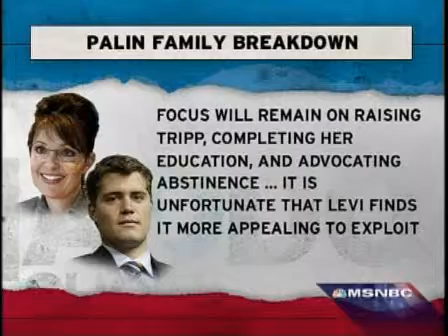 PALIN FAMILY BREAKDOWN
FOCUS WILL REMAIN ON RAISING
TRIPP, COMPLETING HER
EDUCATION, AND ADVOCATING
ABSTINENCE ... IT IS
UNFORTUNATE THAT LEVI FINDS
IT MORE APPEALING TO EXPLOIT
MSNBC